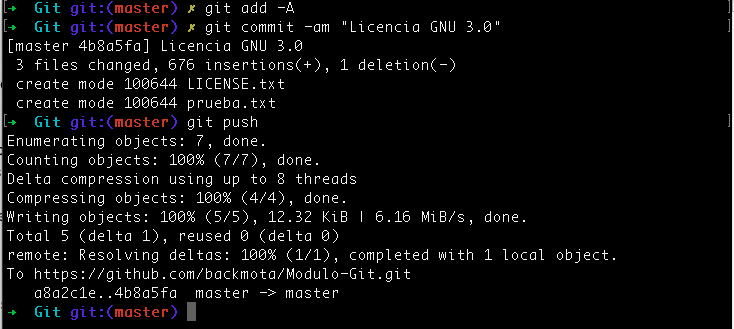 [➜ Git git:(master) ✗ git add -A ]
[➜ Git git:(master) ✗ git commit -am "Licencia GNU 3.0" ]
[master 4b8a5fa] Licencia GNU 3.0
3 files changed, 676 insertions(+), 1 deletion(-)
create mode 100644 LICENSE.txt
create mode 100644 prueba.txt
[➜ Git git:(master) git push ]
Enumerating objects: 7, done.
Counting objects: 100% (7/7), done.
Delta compression using up to 8 threads
Compressing objects: 100% (4/4), done.
Writing objects: 100% (5/5), 12.32 KiB | 6.16 MiB/s, done.
Total 5 (delta 1), reused 0 (delta 0)
remote: Resolving deltas: 100% (1/1), completed with 1 local object.
To https://github.com/backmota/Modulo-Git.git
a8a2c1e..4b8a5fa master -> master
➜ Git git:(master)